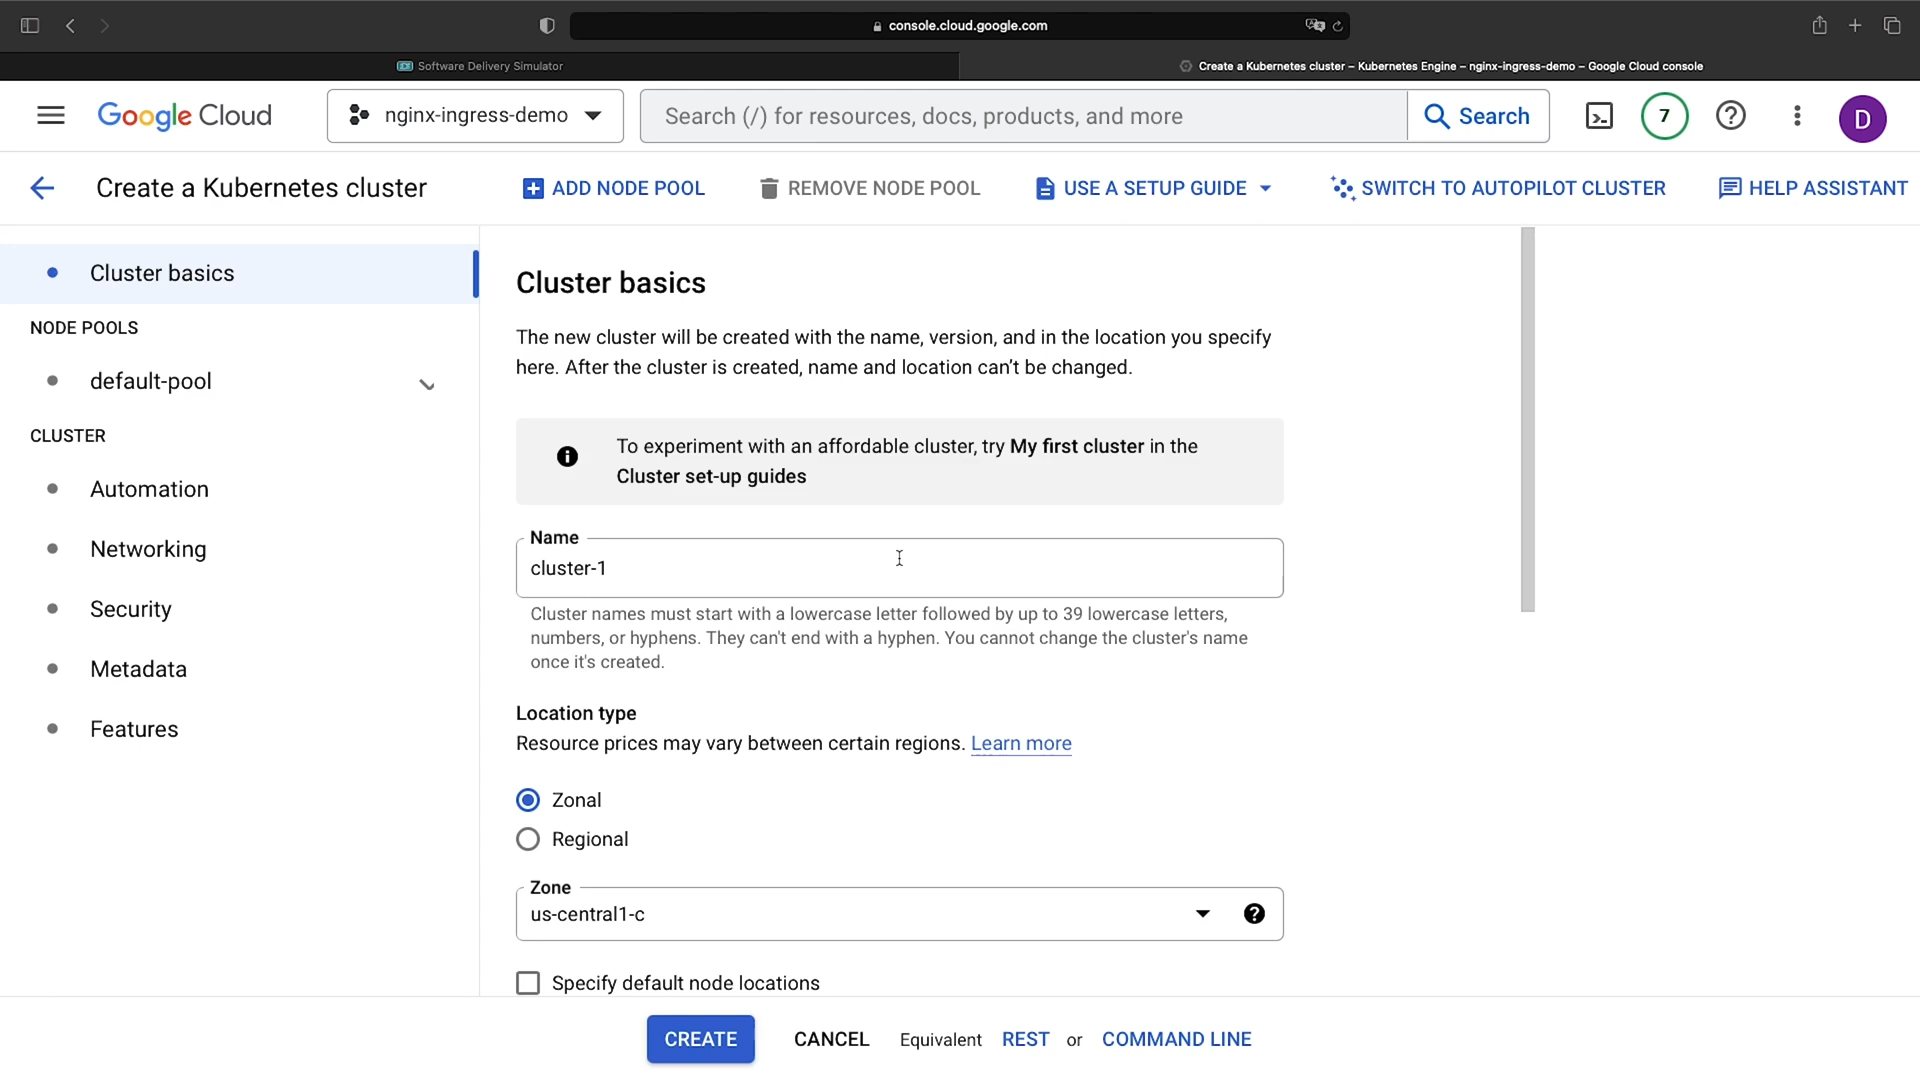 console.cloud.google.com
Software Delivery Simulator
Create a Kubernetes cluster – Kubernetes Engine – nginx-ingress-demo – Google Cloud console
Google Cloud
nginx-ingress-demo
Search (/) for resources, docs, products, and more
Search
7
D
Create a Kubernetes cluster
ADD NODE POOL
REMOVE NODE POOL
USE A SETUP GUIDE
SWITCH TO AUTOPILOT CLUSTER
HELP ASSISTANT
Cluster basics
NODE POOLS
default-pool
CLUSTER
Automation
Networking
Security
Metadata
Features
Cluster basics
The new cluster will be created with the name, version, and in the location you specify
here. After the cluster is created, name and location can’t be changed.
To experiment with an affordable cluster, try My first cluster in the
Cluster set-up guides
Name
cluster-1
Cluster names must start with a lowercase letter followed by up to 39 lowercase letters,
numbers, or hyphens. They can't end with a hyphen. You cannot change the cluster's name
once it's created.
Location type
Resource prices may vary between certain regions. Learn more
Zonal
Regional
Zone
us-central1-c
Specify default node locations
CREATE
CANCEL
Equivalent REST or COMMAND LINE